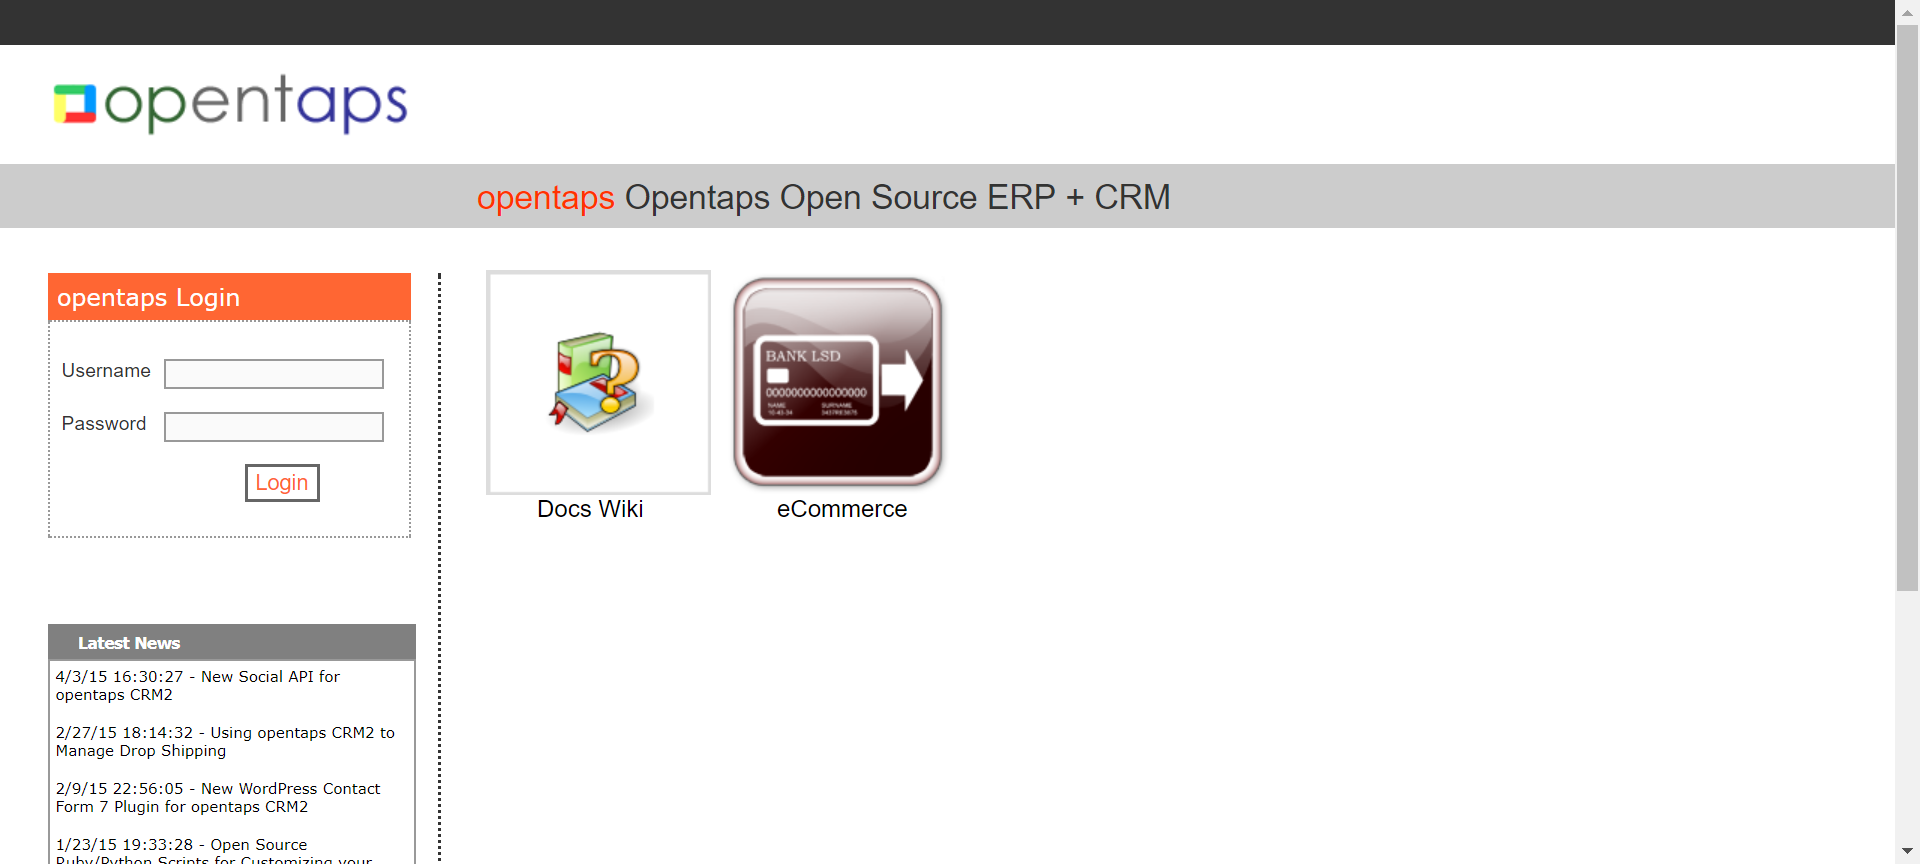 opentaps
opentaps Opentaps Open Source ERP + CRM
opentaps Login
Username
Password
Login
BANK LSD
0000000000000000
NAME
SURNAME
Docs Wiki
eCommerce
Latest News
4/3/15 16:30:27 - New Social API for
opentaps CRM2
2/27/15 18:14:32 - Using opentaps CRM2 to
Manage Drop Shipping
2/9/15 22:56:05 - New WordPress Contact
Form 7 Plugin for opentaps CRM2
1/23/15 19:33:28 - Open Source
Ruby/Python Scripts for Customizing your